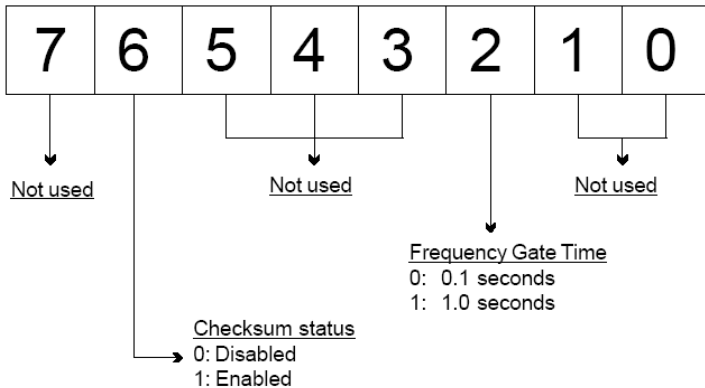 7 6 5 4 3 2 1 0
Not used
Not used
Not used
Frequency Gate Time
0: 0.1 seconds
1: 1.0 seconds
Checksum status
0: Disabled
1: Enabled